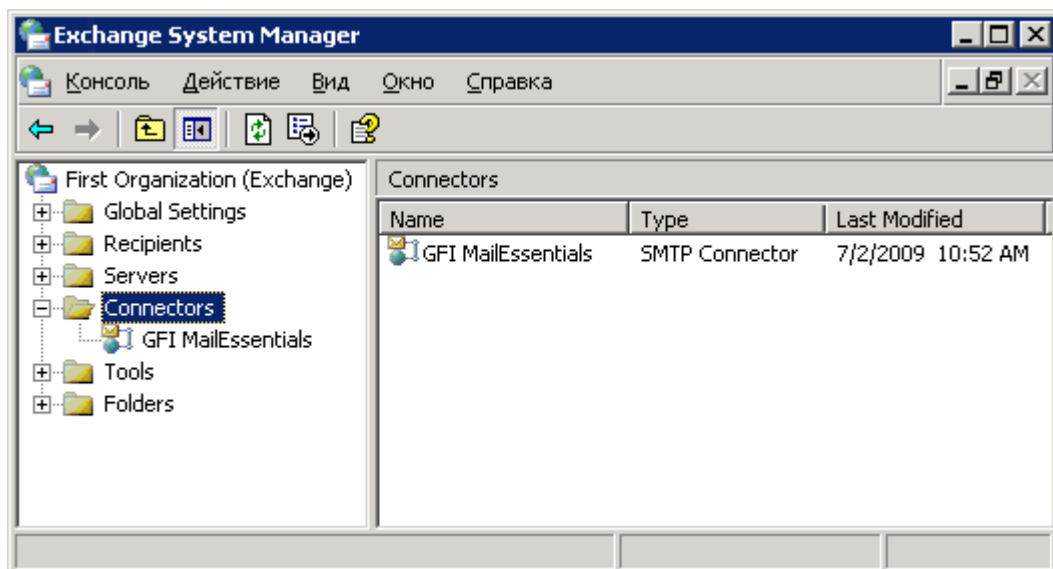 Exchange System Manager
Консоль Действие Вид Окно Справка
First Organization (Exchange)
Global Settings
Recipients
Servers
Connectors
GFI MailEssentials
Tools
Folders
Connectors
Name Type Last Modified
GFI MailEssentials SMTP Connector 7/2/2009 10:52 AM